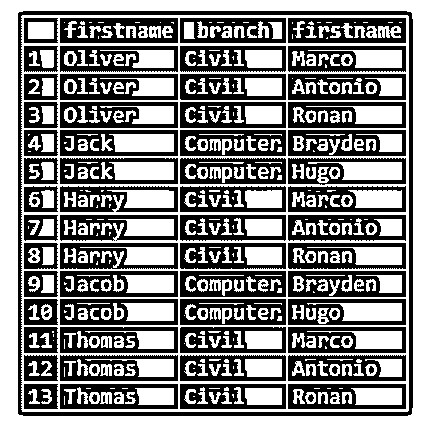 firstname branch firstname
1 Oliver Civil Marco
2 Oliver Civil Antonio
3 Oliver Civil Ronan
4 Jack Computer Brayden
5 Jack Computer Hugo
6 Harry Civil Marco
7 Harry Civil Antonio
8 Harry Civil Ronan
9 Jacob Computer Brayden
10 Jacob Computer Hugo
11 Thomas Civil Marco
12 Thomas Civil Antonio
13 Thomas Civil Ronan